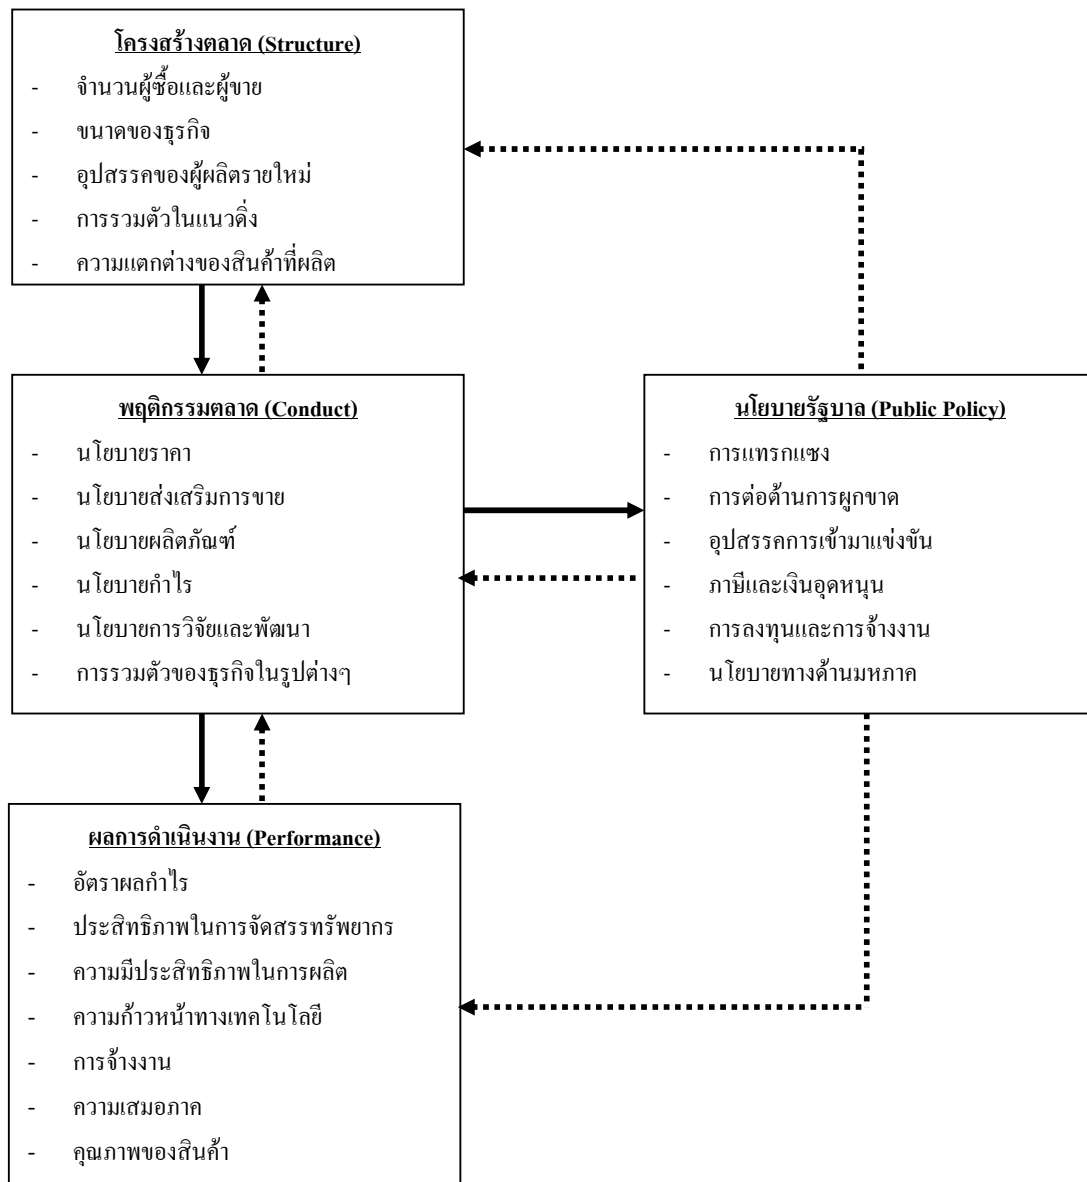 โครงสร้างตลาด (Structure)
- จำนวนผู้ซื้อและผู้ขาย
- ขนาดของธุรกิจ
- อุปสรรคของผู้ผลิตรายใหม่
- การรวมตัวในแนวดิ่ง
- ความแตกต่างของสินค้าที่ผลิต
พฤติกรรมตลาด (Conduct)
- นโยบายราคา
- นโยบายส่งเสริมการขาย
- นโยบายผลิตภัณฑ์
- นโยบายกำไร
- นโยบายการวิจัยและพัฒนา
- การรวมตัวของธุรกิจในรูปต่างๆ
นโยบายรัฐบาล (Public Policy)
- การแทรกแซง
- การต่อต้านการผูกขาด
- อุปสรรคการเข้ามาแข่งขัน
- ภาษีและเงินอุดหนุน
- การลงทุนและการจ้างงาน
- นโยบายทางด้านมหภาค
ผลการดำเนินงาน (Performance)
- อัตราผลกำไร
- ประสิทธิภาพในการจัดสรรทรัพยากร
- ความมีประสิทธิภาพในการผลิต
- ความก้าวหน้าทางเทคโนโลยี
- การจ้างงาน
- ความเสมอภาค
- คุณภาพของสินค้า